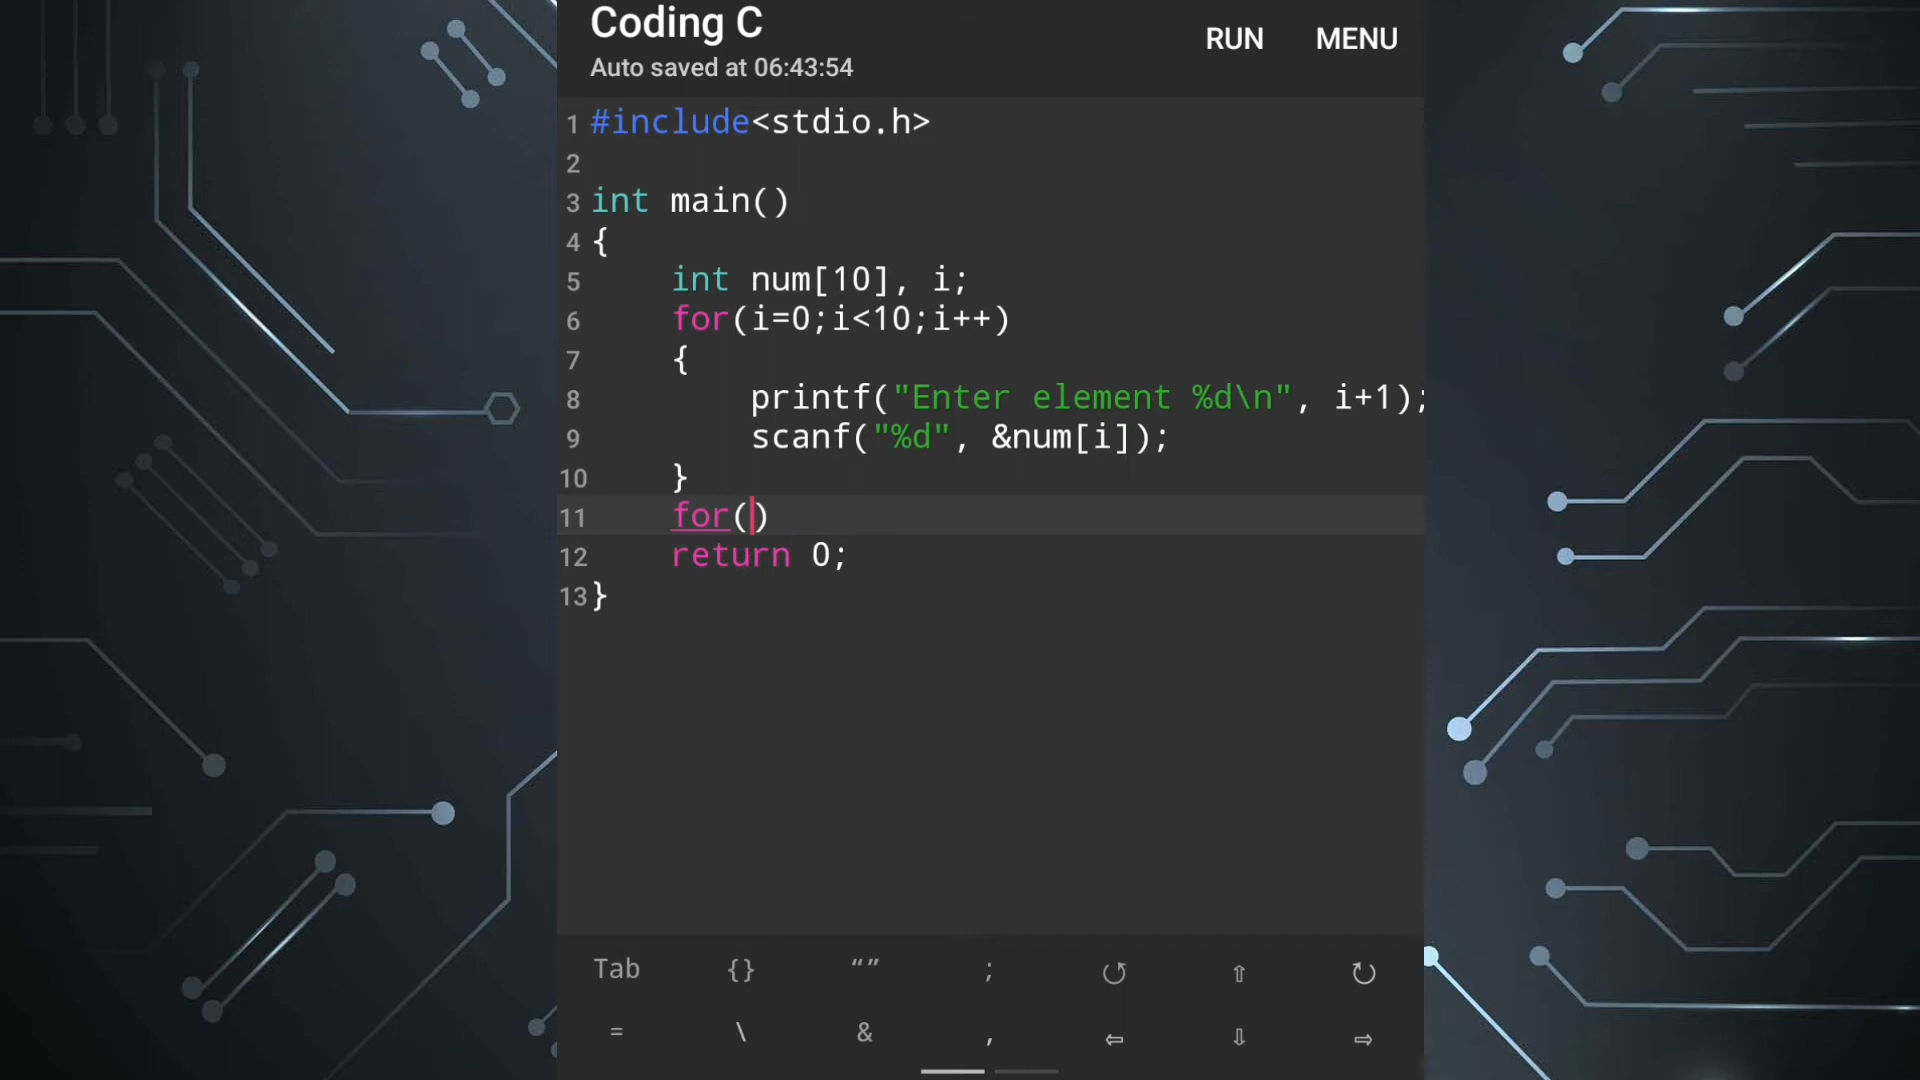 Coding C
RUN MENU
Auto saved at 06:43:54
1 #include<stdio.h>
2
3 int main()
4 {
5 int num[10], i;
6 for(i=0;i<10;i++)
7 {
8 printf("Enter element %d\n", i+1);
9 scanf("%d", &num[i]);
10 }
11 for()
12 return 0;
13 }
Tab {} “” ; ↺ ⇧ ↻
= \ & , ⇦ ⇩ ⇨